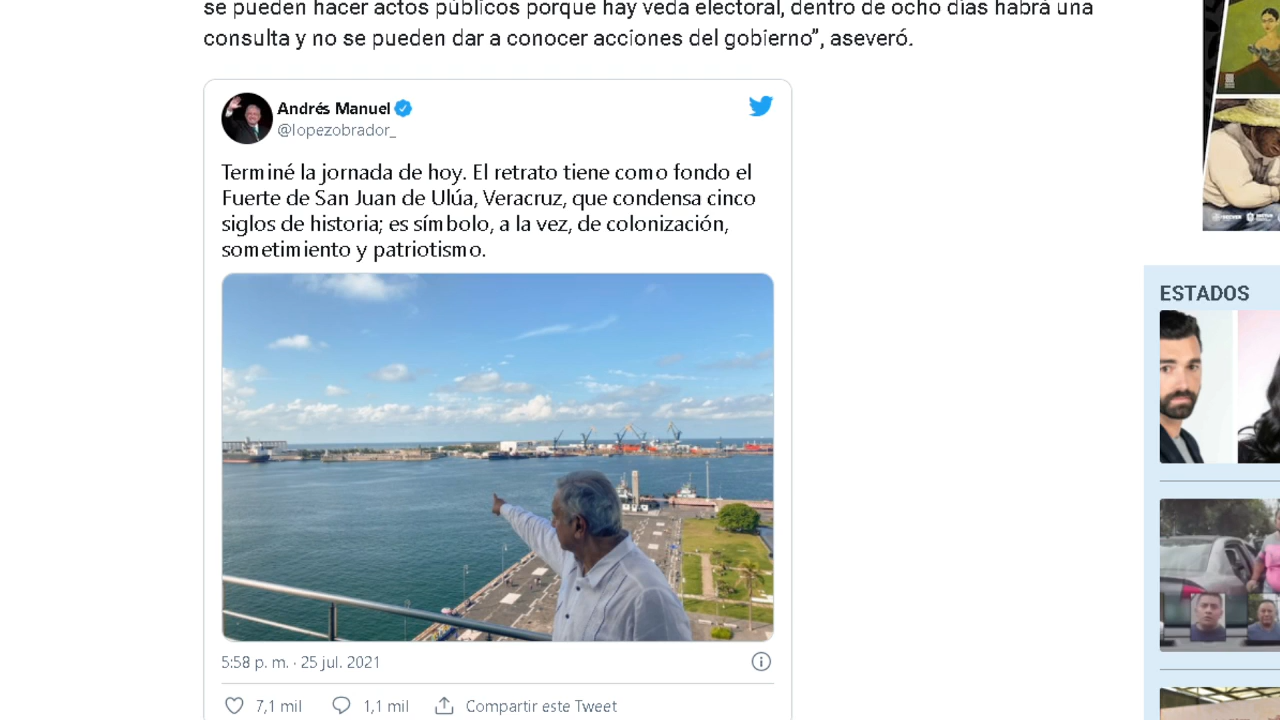 se pueden hacer actos públicos porque hay veda electoral, dentro de ocho días habrá una
consulta y no se pueden dar a conocer acciones del gobierno”, aseveró.
Andrés Manuel
@lopezobrador_
Terminé la jornada de hoy. El retrato tiene como fondo el
Fuerte de San Juan de Ulúa, Veracruz, que condensa cinco
siglos de historia; es símbolo, a la vez, de colonización,
sometimiento y patriotismo.
5:58 p. m. · 25 jul. 2021
7,1 mil
1,1 mil
Compartir este Tweet
ESTADOS